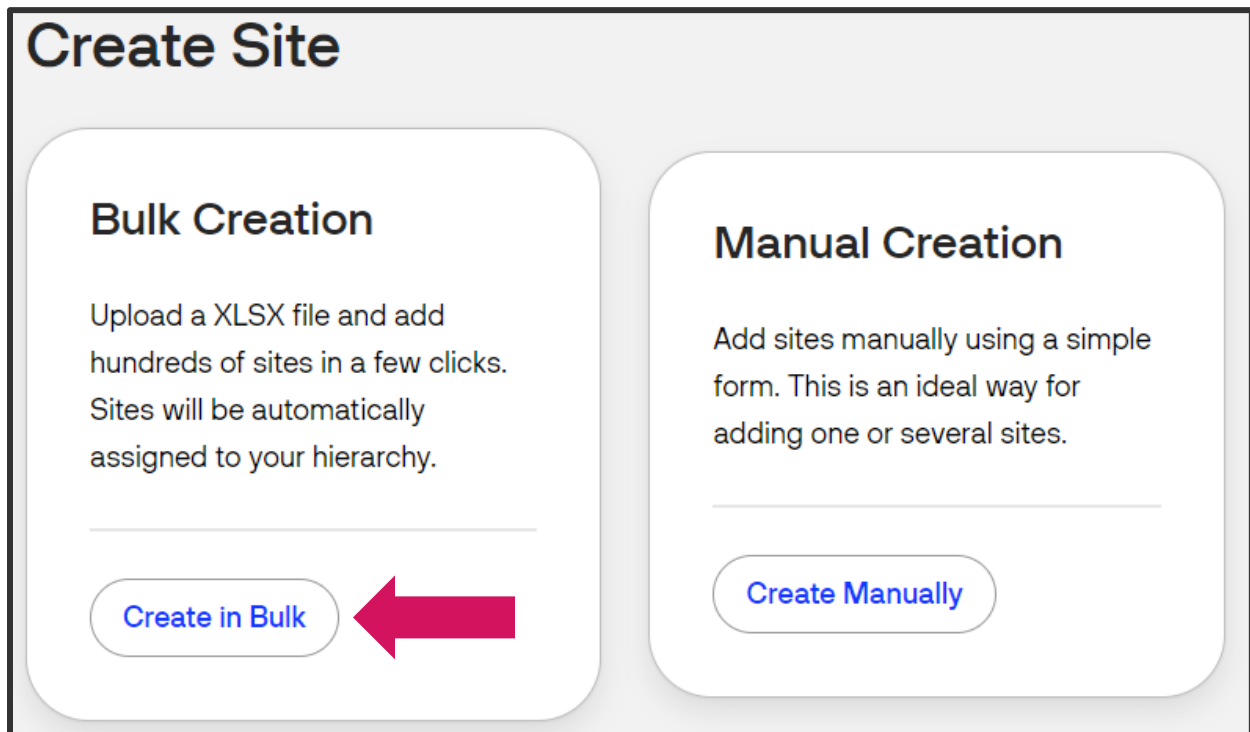 Create Site
Bulk Creation
Upload a XLSX file and add
hundreds of sites in a few clicks.
Sites will be automatically
assigned to your hierarchy.
Create in Bulk
Manual Creation
Add sites manually using a simple
form. This is an ideal way for
adding one or several sites.
Create Manually